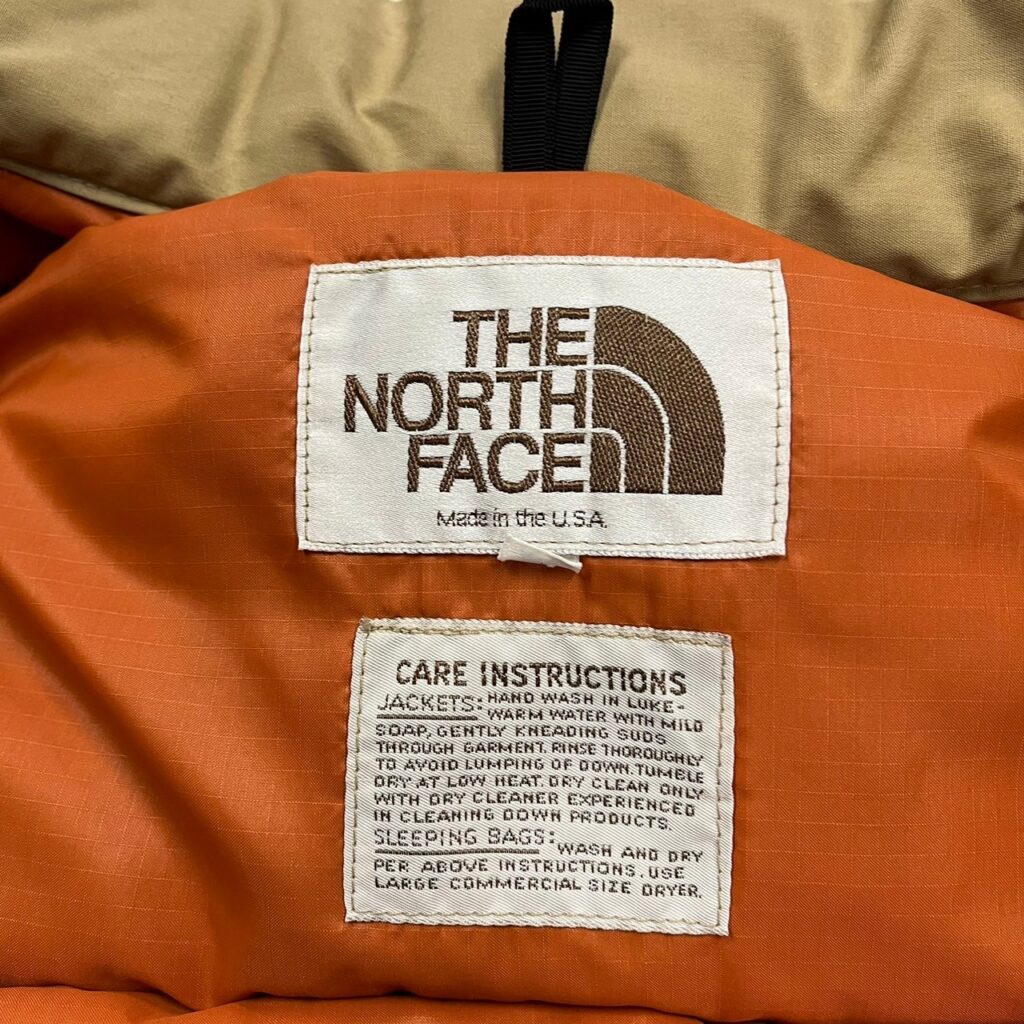 THE
NORTH
FACE
Made in the U.S.A.
CARE INSTRUCTIONS
JACKETS: HAND WASH IN LUKE-
WARM WATER WITH MILD
SOAP, GENTLY KNEADING SUDS
THROUGH GARMENT. RINSE THOROUGHLY
TO AVOID LUMPING OF DOWN. TUMBLE
DRY AT LOW HEAT. DRY CLEAN ONLY
WITH DRY CLEANER EXPERIENCED
IN CLEANING DOWN PRODUCTS.
SLEEPING BAGS: WASH AND DRY
PER ABOVE INSTRUCTIONS. USE
LARGE COMMERCIAL SIZE DRYER.